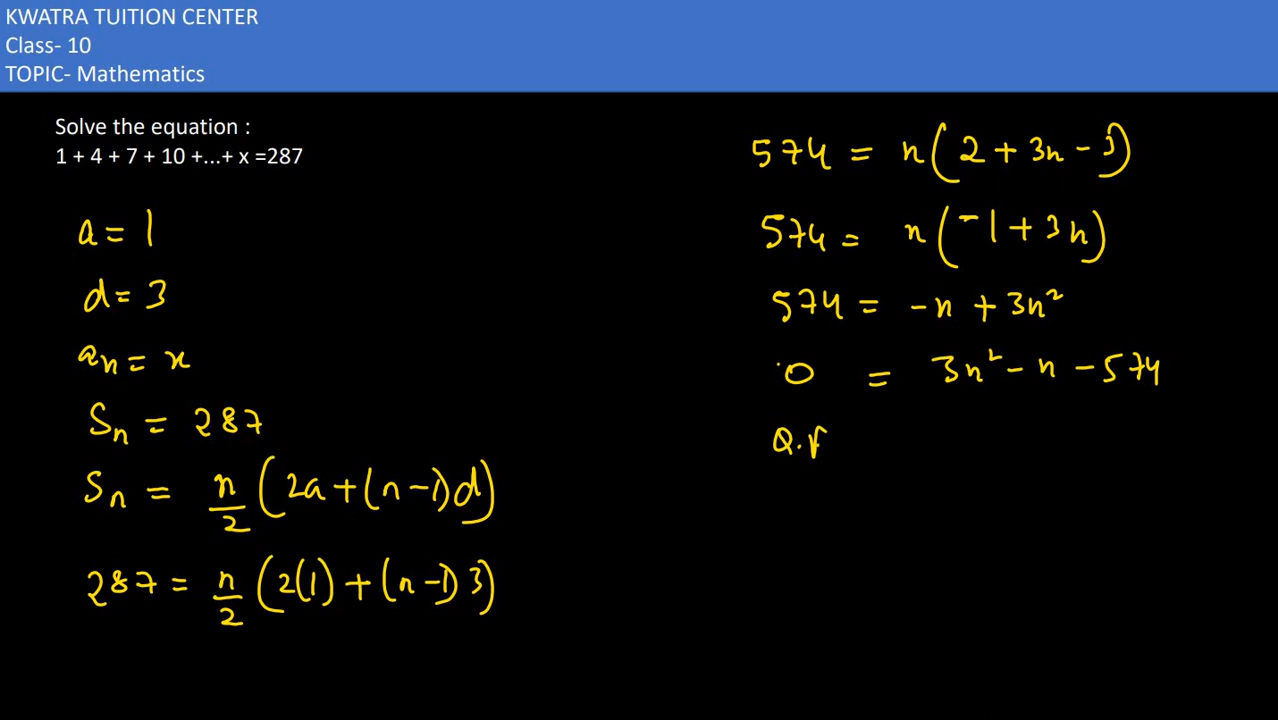 KWATRA TUITION CENTER
Class- 10
TOPIC- Mathematics
Solve the equation :
1 + 4 + 7 + 10 +...+ x =287
a = 1
d = 3
an = x
Sn = 287
Sn = n/2 (2a + (n-1)d)
287 = n/2 (2(1) + (n-1) 3)
574 = n(2 + 3n - 3)
574 = n(-1 + 3n)
574 = -n + 3n²
0 = 3n² - n - 574
Q.F